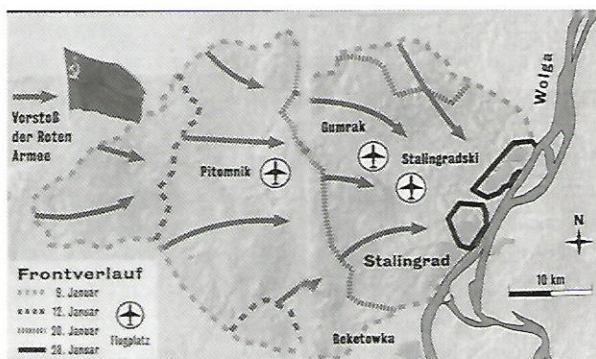 Wolga
Vorstoß
der Roten
Armee
Gumrak
Pitomnik
Stalingradski
N
Stalingrad
10 km
Frontverlauf
9. Januar
12. Januar
20. Januar
28. Januar
Flugplatz
Beketowka